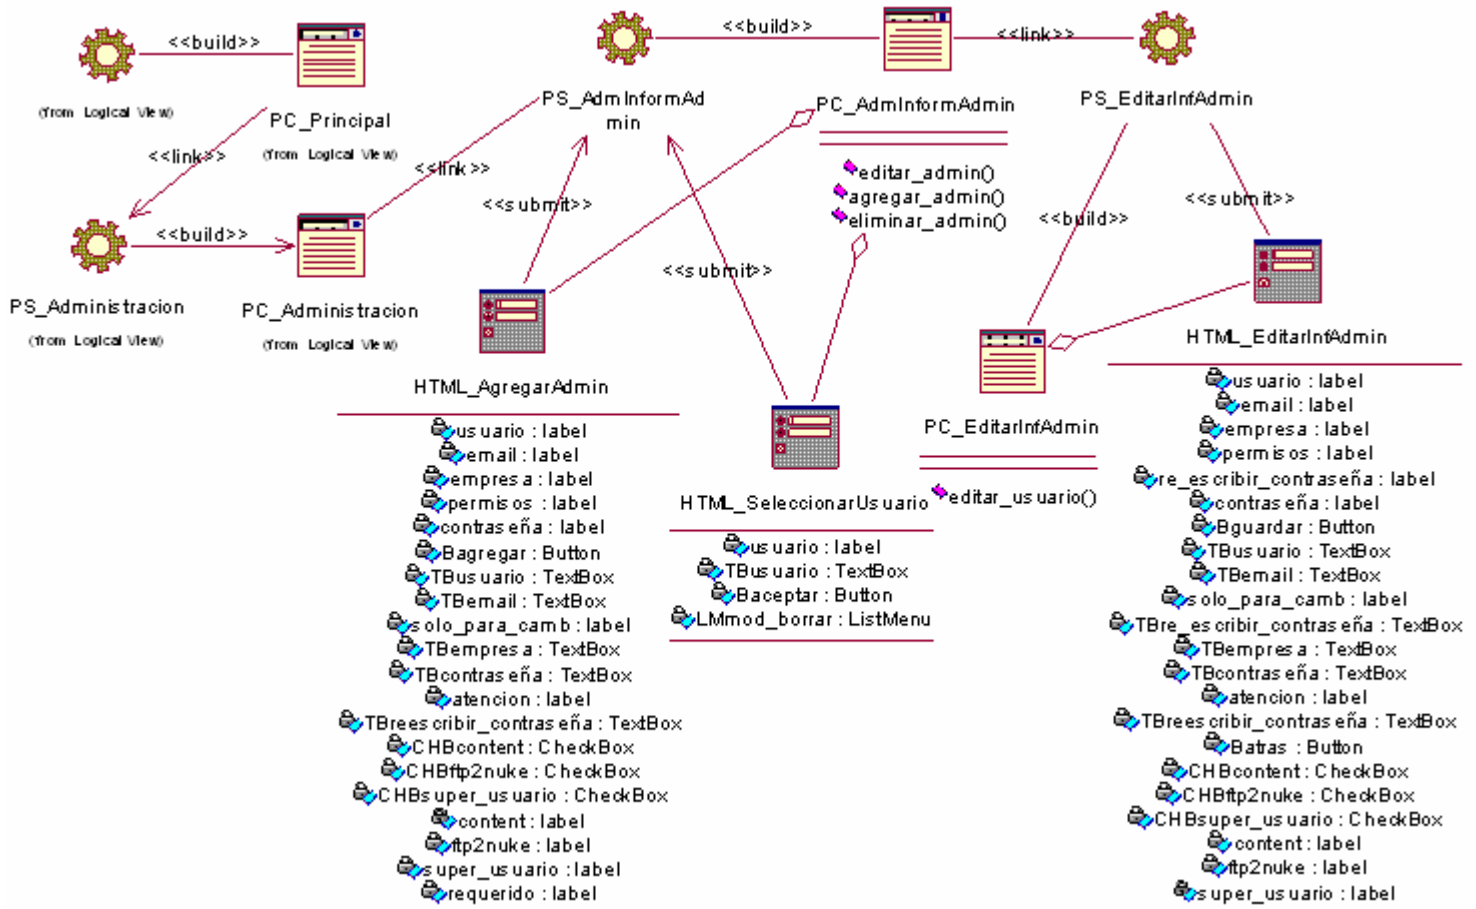 <<build>>
(from Logical View)
PC_Principal
(from Logical View)
<<link>>
<<build>>
PS_Administracion
(from Logical View)
PC_Administracion
(from Logical View)
<<link>>
PS_AdmInformAd
min
<<build>>
PC_AdmInformAdmin
editar_admin()
agregar_admin()
eliminar_admin()
<<link>>
PS_EditarInfAdmin
<<submit>>
<<submit>>
<<build>>
<<submit>>
HTML_AgregarAdmin
usuario : label
email : label
empresa : label
permisos : label
contraseña : label
Bagregar : Button
TBusuario : TextBox
TBemail : TextBox
solo_para_camb : label
TBempresa : TextBox
TBcontraseña : TextBox
atencion : label
TBreescribir_contraseña : TextBox
CHBcontent : CheckBox
CHBftp2nuke : CheckBox
CHBsuper_usuario : CheckBox
content : label
ftp2nuke : label
super_usuario : label
requerido : label
HTML_SeleccionarUsuario
usuario : label
TBusuario : TextBox
Baceptar : Button
LMmod_borrar : ListMenu
PC_EditarInfAdmin
editar_usuario()
HTML_EditarInfAdmin
usuario : label
email : label
empresa : label
permisos : label
re_escribir_contraseña : label
contraseña : label
Bguardar : Button
TBusuario : TextBox
TBemail : TextBox
solo_para_camb : label
TBre_escribir_contraseña : TextBox
TBempresa : TextBox
TBcontraseña : TextBox
atencion : label
TBreescribir_contraseña : TextBox
Batras : Button
CHBcontent : CheckBox
CHBftp2nuke : CheckBox
CHBsuper_usuario : CheckBox
content : label
ftp2nuke : label
super_usuario : label